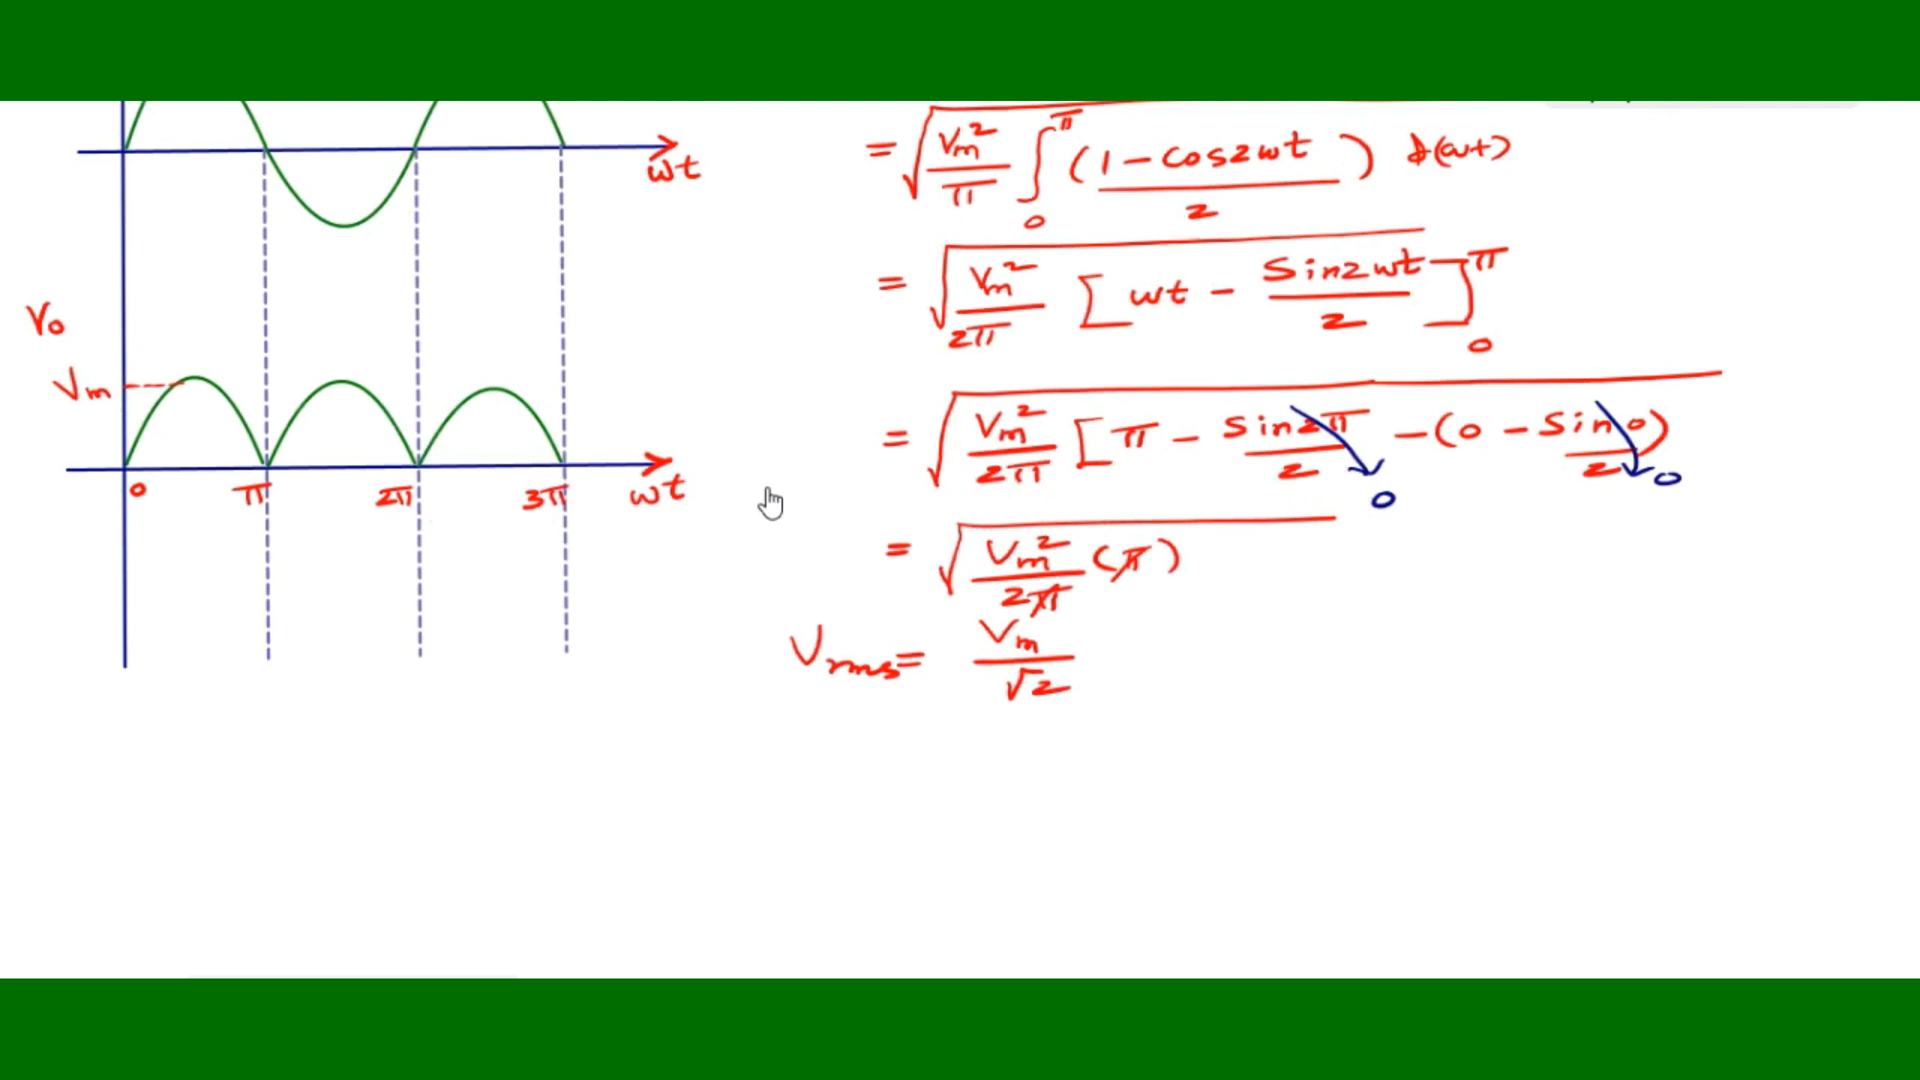 ωt
Vo
Vm
0 π 2π 3π ωt
= √(Vm²/π ∫₀^π ((1 - cos2ωt)/2) d(ωt)
= √(Vm²/2π [ωt - sin2ωt/2]₀^π
= √(Vm²/2π [π - sin2π/2 - (0 - sin0/2)
0 0
= √(Vm²/2π (π)
Vrms = Vm/√2